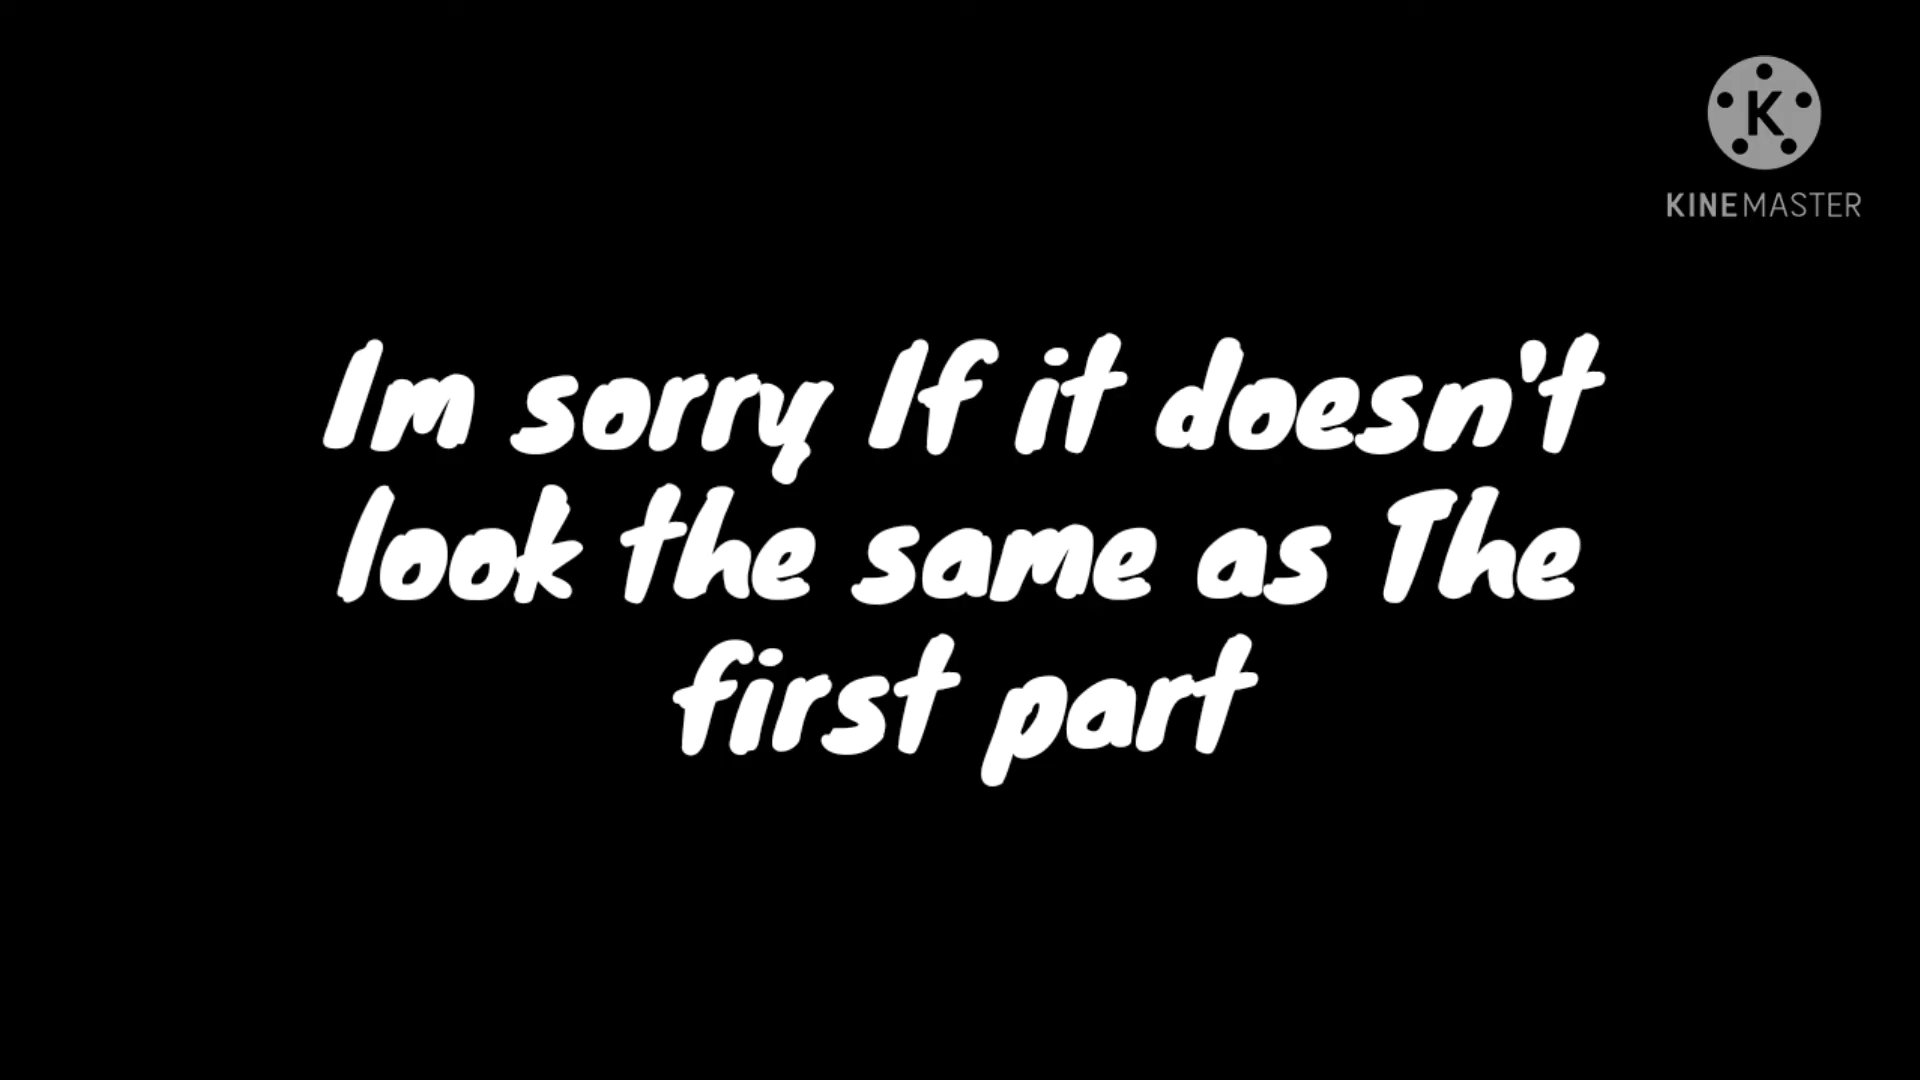 K
KINEMASTER
Im sorry If it doesn't
look the same as The
first part